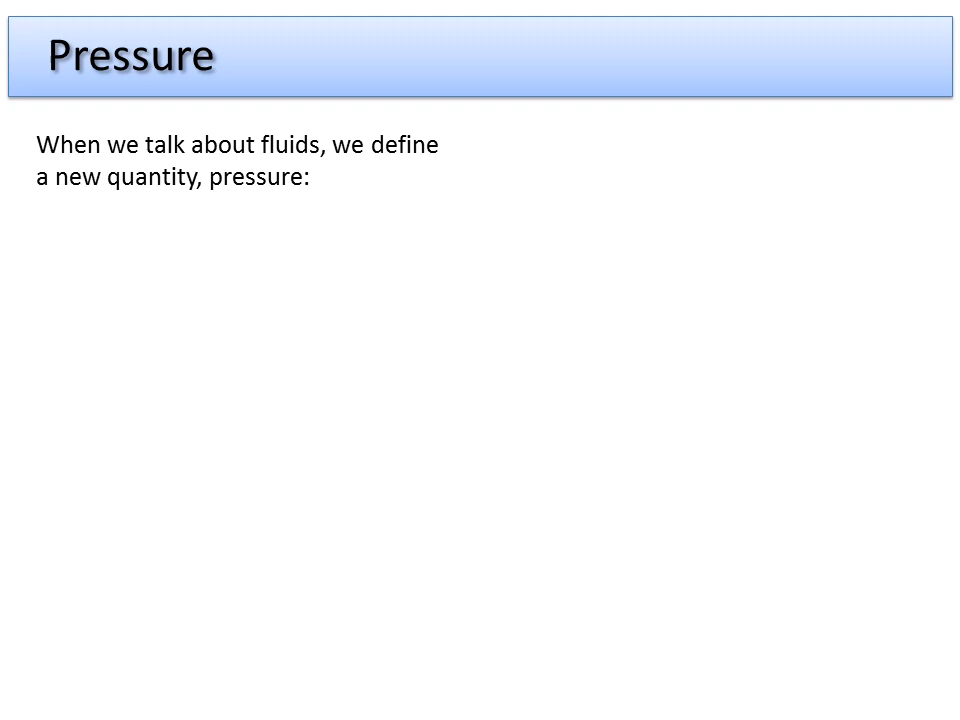 Pressure
When we talk about fluids, we define
a new quantity, pressure: